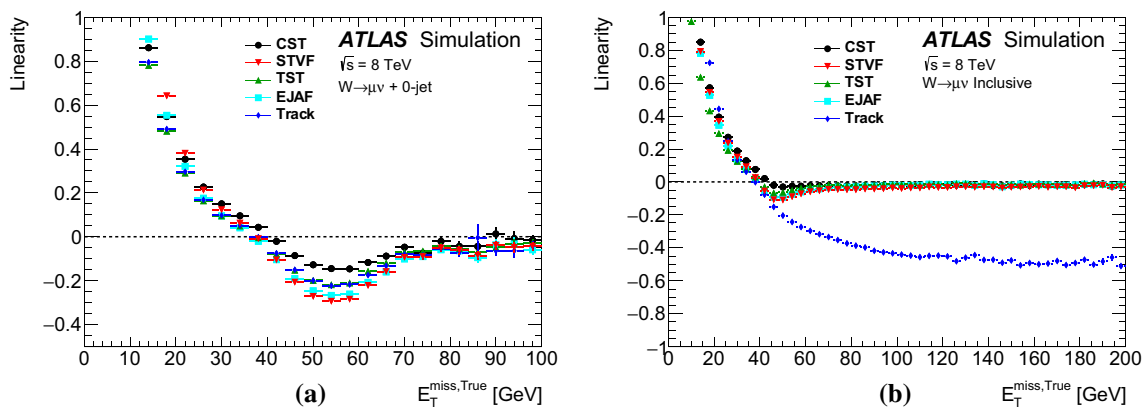 Linearity
1
0.8
0.6
0.4
0.2
0
−0.2
−0.4
CST
STVF
TST
EJAF
Track
ATLAS Simulation
√s = 8 TeV
W→μν + 0-jet
0 10 20 30 40 50 60 70 80 90 100
(a)
E_T^miss,True [GeV]
Linearity
1
0.8
0.6
0.4
0.2
0
−0.2
−0.4
−0.6
−0.8
−1
CST
STVF
TST
EJAF
Track
ATLAS Simulation
√s = 8 TeV
W→μν Inclusive
0 20 40 60 80 100 120 140 160 180 200
(b)
E_T^miss,True [GeV]